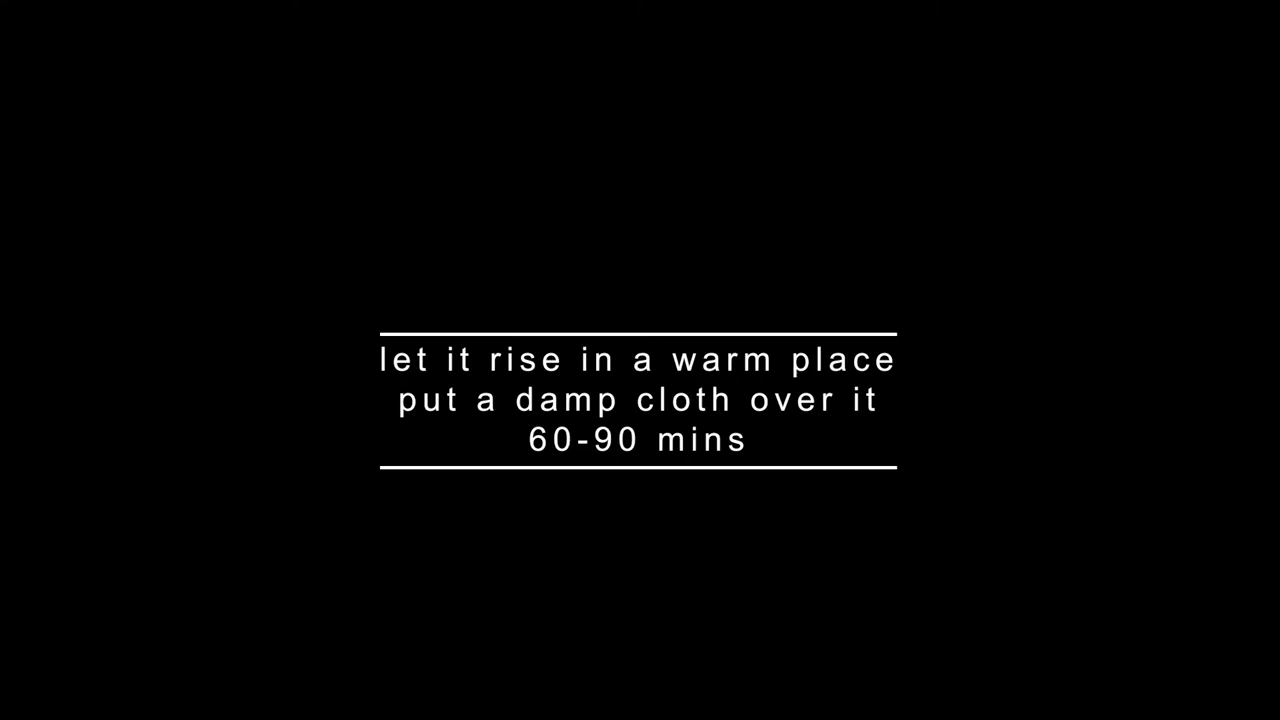 let it rise in a warm place
put a damp cloth over it
60-90 mins